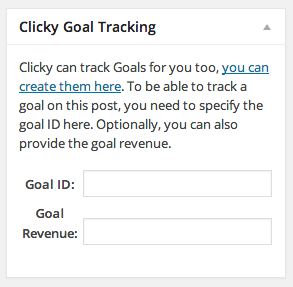 Clicky Goal Tracking
Clicky can track Goals for you too, you can
create them here. To be able to track a
goal on this post, you need to specify the
goal ID here. Optionally, you can also
provide the goal revenue.
Goal ID:
Goal
Revenue: